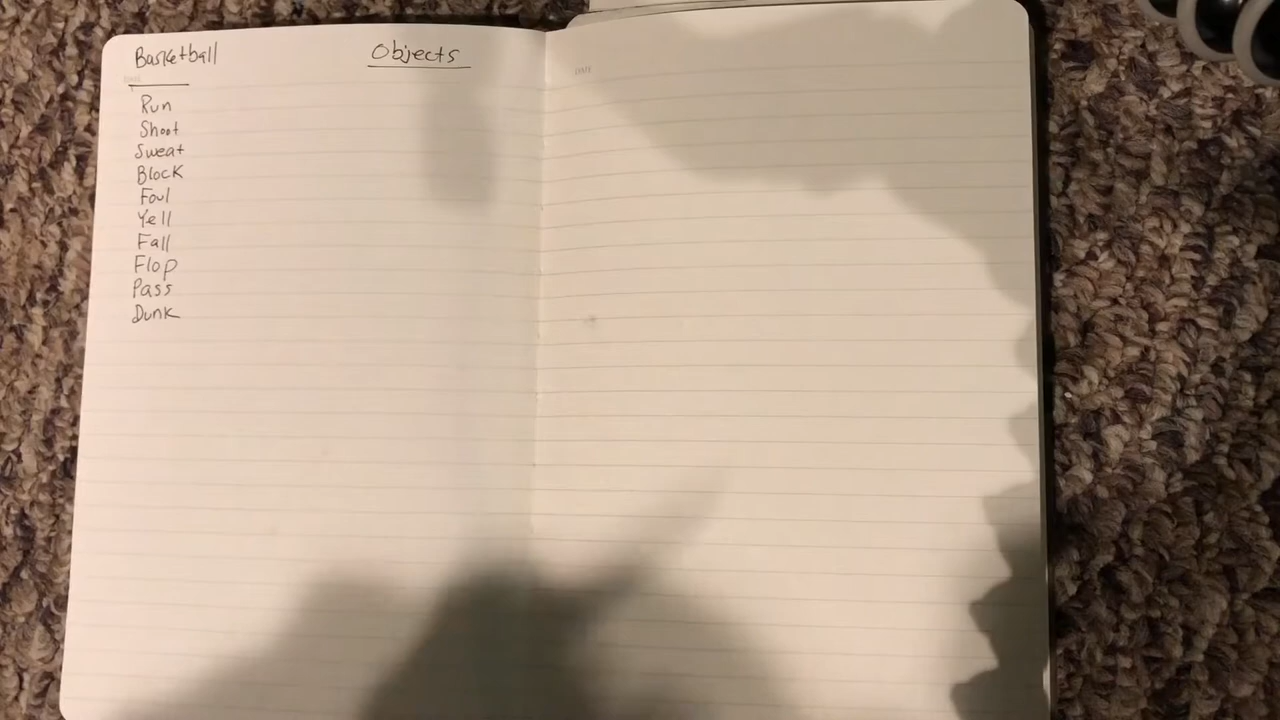 Basketball
Objects
Run
Shoot
Sweat
Block
Foul
Yell
Fall
Flop
Pass
Dunk